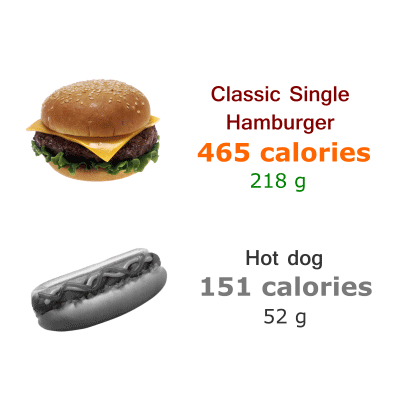 Classic Single
Hamburger
465 calories
218 g
Hot dog
151 calories
52 g